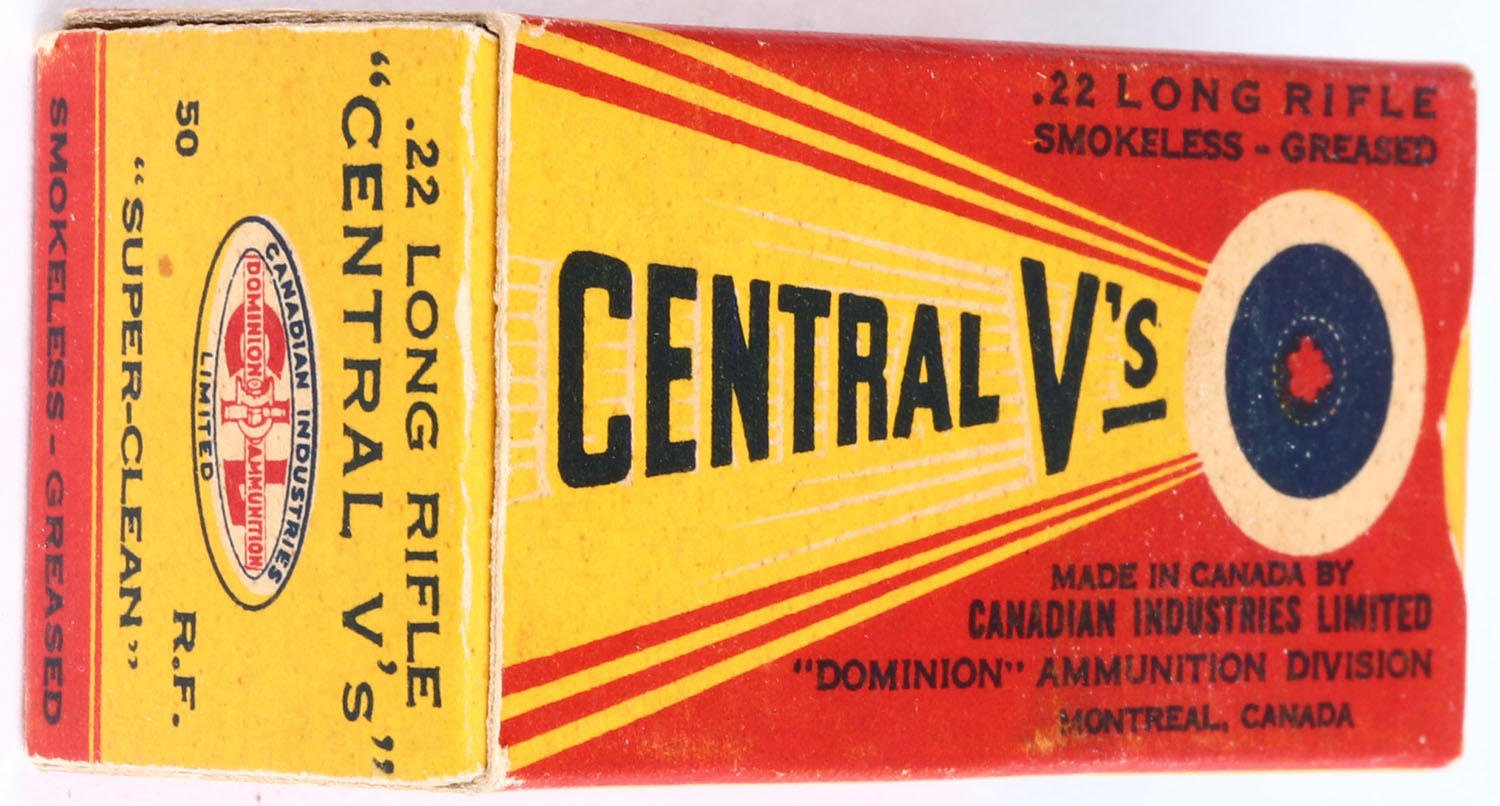 .22 LONG RIFLE
"CENTRAL V's"
CANADIAN INDUSTRIES
DOMINION AMMUNITION
LIMITED
50 R.F.
"SUPER-CLEAN"
SMOKELESS - GREASED
.22 LONG RIFLE
SMOKELESS - GREASED
CENTRAL V's
MADE IN CANADA BY
CANADIAN INDUSTRIES LIMITED
"DOMINION" AMMUNITION DIVISION
MONTREAL, CANADA